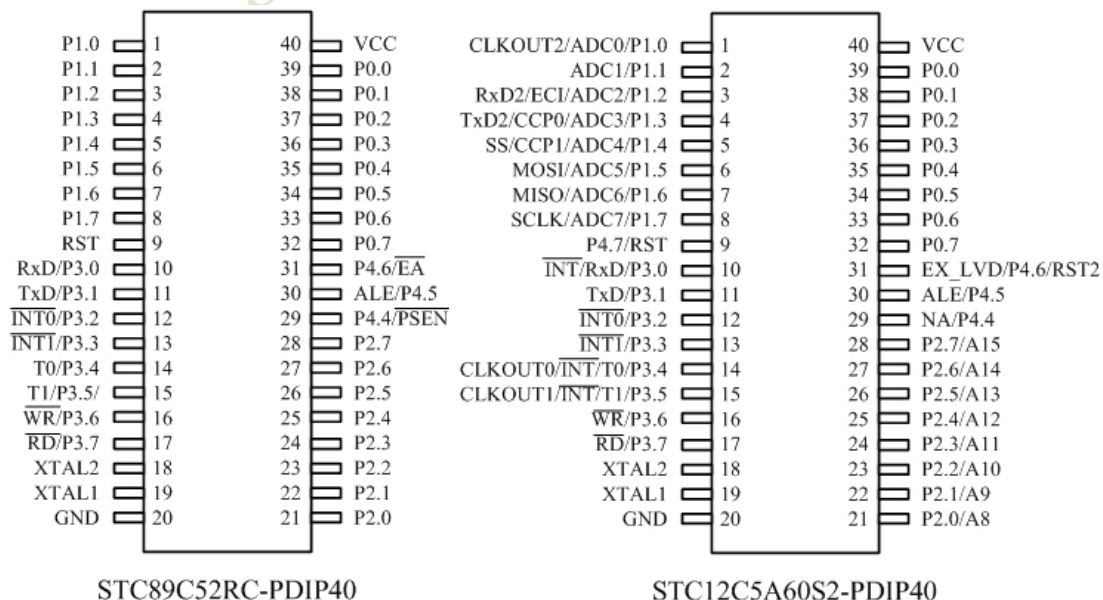 P1.0 1 40 VCC
P1.1 2 39 P0.0
P1.2 3 38 P0.1
P1.3 4 37 P0.2
P1.4 5 36 P0.3
P1.5 6 35 P0.4
P1.6 7 34 P0.5
P1.7 8 33 P0.6
RST 9 32 P0.7
RxD/P3.0 10 31 P4.6/E̅A̅
TxD/P3.1 11 30 ALE/P4.5
I̅N̅T̅0̅/P3.2 12 29 P4.4/P̅S̅E̅N̅
I̅N̅T̅1̅/P3.3 13 28 P2.7
T0/P3.4 14 27 P2.6
T1/P3.5/ 15 26 P2.5
W̅R̅/P3.6 16 25 P2.4
R̅D̅/P3.7 17 24 P2.3
XTAL2 18 23 P2.2
XTAL1 19 22 P2.1
GND 20 21 P2.0
STC89C52RC-PDIP40
CLKOUT2/ADC0/P1.0 1 40 VCC
ADC1/P1.1 2 39 P0.0
RxD2/ECI/ADC2/P1.2 3 38 P0.1
TxD2/CCP0/ADC3/P1.3 4 37 P0.2
SS/CCP1/ADC4/P1.4 5 36 P0.3
MOSI/ADC5/P1.5 6 35 P0.4
MISO/ADC6/P1.6 7 34 P0.5
SCLK/ADC7/P1.7 8 33 P0.6
P4.7/RST 9 32 P0.7
I̅N̅T̅/RxD/P3.0 10 31 EX_LVD/P4.6/RST2
TxD/P3.1 11 30 ALE/P4.5
I̅N̅T̅0̅/P3.2 12 29 NA/P4.4
I̅N̅T̅1̅/P3.3 13 28 P2.7/A15
CLKOUT0/I̅N̅T̅/T0/P3.4 14 27 P2.6/A14
CLKOUT1/I̅N̅T̅/T1/P3.5 15 26 P2.5/A13
W̅R̅/P3.6 16 25 P2.4/A12
R̅D̅/P3.7 17 24 P2.3/A11
XTAL2 18 23 P2.2/A10
XTAL1 19 22 P2.1/A9
GND 20 21 P2.0/A8
STC12C5A60S2-PDIP40